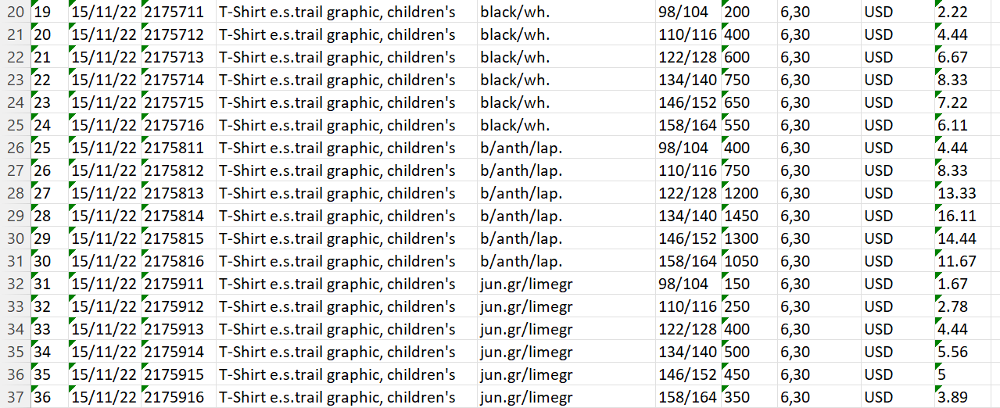 20 19 15/11/22 2175711 T-Shirt e.s.trail graphic, children's black/wh. 98/104 200 6,30 USD 2.22
21 20 15/11/22 2175712 T-Shirt e.s.trail graphic, children's black/wh. 110/116 400 6,30 USD 4.44
22 21 15/11/22 2175713 T-Shirt e.s.trail graphic, children's black/wh. 122/128 600 6,30 USD 6.67
23 22 15/11/22 2175714 T-Shirt e.s.trail graphic, children's black/wh. 134/140 750 6,30 USD 8.33
24 23 15/11/22 2175715 T-Shirt e.s.trail graphic, children's black/wh. 146/152 650 6,30 USD 7.22
25 24 15/11/22 2175716 T-Shirt e.s.trail graphic, children's black/wh. 158/164 550 6,30 USD 6.11
26 25 15/11/22 2175811 T-Shirt e.s.trail graphic, children's b/anth/lap. 98/104 400 6,30 USD 4.44
27 26 15/11/22 2175812 T-Shirt e.s.trail graphic, children's b/anth/lap. 110/116 750 6,30 USD 8.33
28 27 15/11/22 2175813 T-Shirt e.s.trail graphic, children's b/anth/lap. 122/128 1200 6,30 USD 13.33
29 28 15/11/22 2175814 T-Shirt e.s.trail graphic, children's b/anth/lap. 134/140 1450 6,30 USD 16.11
30 29 15/11/22 2175815 T-Shirt e.s.trail graphic, children's b/anth/lap. 146/152 1300 6,30 USD 14.44
31 30 15/11/22 2175816 T-Shirt e.s.trail graphic, children's b/anth/lap. 158/164 1050 6,30 USD 11.67
32 31 15/11/22 2175911 T-Shirt e.s.trail graphic, children's jun.gr/limegr 98/104 150 6,30 USD 1.67
33 32 15/11/22 2175912 T-Shirt e.s.trail graphic, children's jun.gr/limegr 110/116 250 6,30 USD 2.78
34 33 15/11/22 2175913 T-Shirt e.s.trail graphic, children's jun.gr/limegr 122/128 400 6,30 USD 4.44
35 34 15/11/22 2175914 T-Shirt e.s.trail graphic, children's jun.gr/limegr 134/140 500 6,30 USD 5.56
36 35 15/11/22 2175915 T-Shirt e.s.trail graphic, children's jun.gr/limegr 146/152 450 6,30 USD 5
37 36 15/11/22 2175916 T-Shirt e.s.trail graphic, children's jun.gr/limegr 158/164 350 6,30 USD 3.89